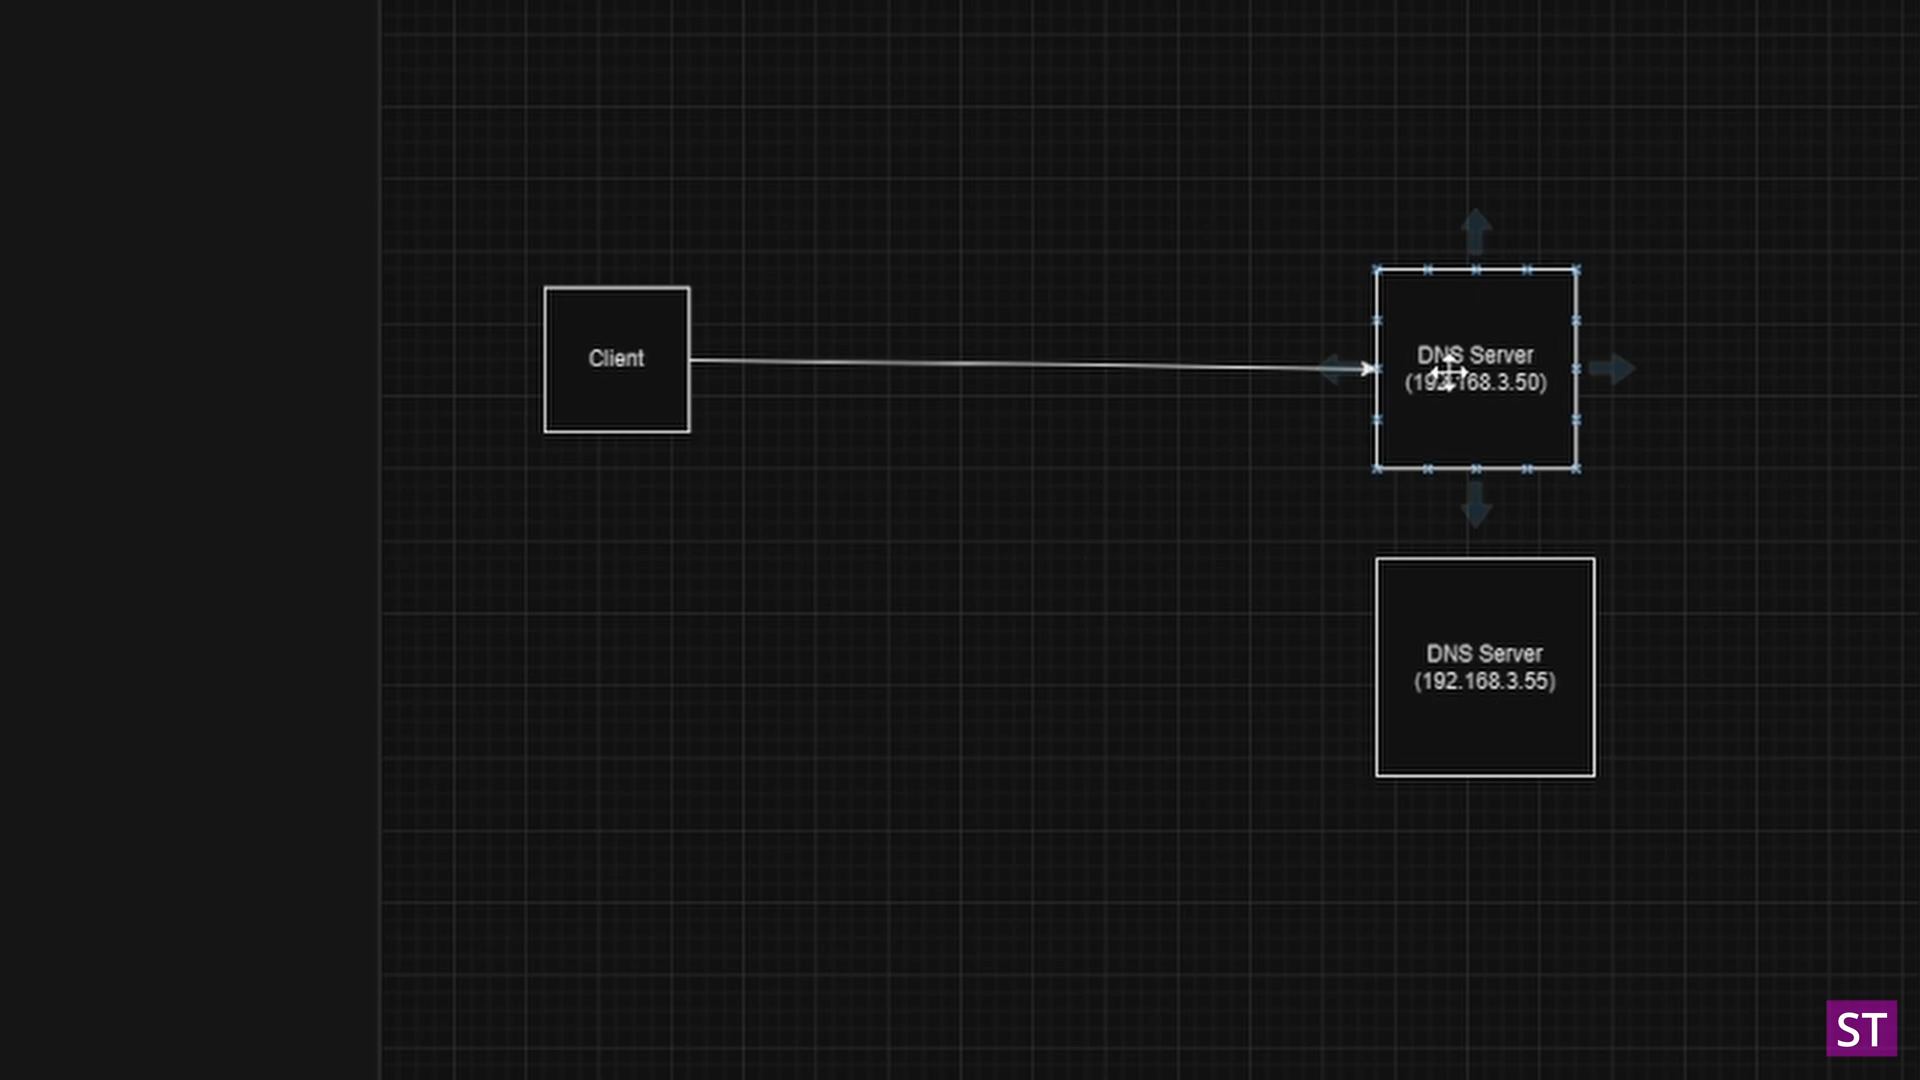 Client
DNS Server
(192.168.3.50)
DNS Server
(192.168.3.55)
ST